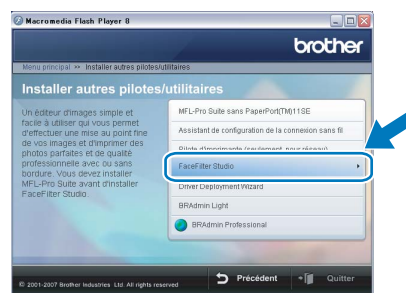 Macromedia Flash Player 8
brother
Menu principal >> Installer autres pilotes/utilitaires
Installer autres pilotes/utilitaires
Un éditeur d'images simple et
facile à utiliser qui vous permet
d'effectuer une mise au point fine
de vos images et d'imprimer des
photos parfaites et de qualité
professionnelle avec ou sans
bordure. Vous devez installer
MFL-Pro Suite avant d'installer
FaceFilter Studio.
MFL-Pro Suite sans PaperPort(TM)11SE
Assistant de configuration de la connexion sans fil
Pilote d'imprimante (seulement pour réseau)
FaceFilter Studio
Driver Deployment Wizard
BRAdmin Light
BRAdmin Professional
© 2001-2007 Brother Industries Ltd. All rights reserved
Précédent
Quitter